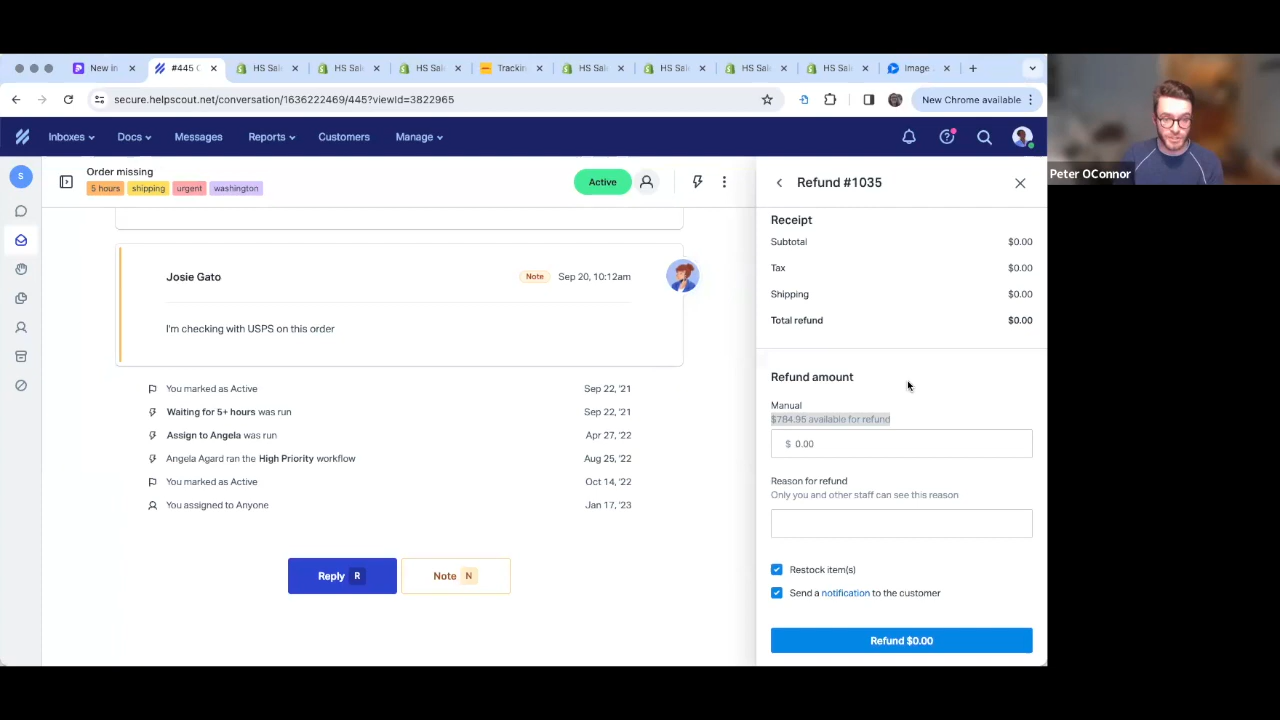 New in
#445 C
HS Sal
HS Sal
HS Sal
Trackin
HS Sal
HS Sal
HS Sal
HS Sal
image
secure.helpscout.net/conversation/1636222469/445?viewId=3822965
New Chrome available
Inboxes
Docs
Messages
Reports
Customers
Manage
S
Order missing
5 hours
shipping
urgent
washington
Active
Josie Gato
Note
Sep 20, 10:12am
I'm checking with USPS on this order
You marked as Active Sep 22, '21
Waiting for 5+ hours was run Sep 22, '21
Assign to Angela was run Apr 27, '22
Angela Agard ran the High Priority workflow Aug 25, '22
You marked as Active Oct 14, '22
You assigned to Anyone Jan 17, '23
Reply R
Note N
Refund #1035
Receipt
Subtotal $0.00
Tax $0.00
Shipping $0.00
Total refund $0.00
Refund amount
Manual
$784.95 available for refund
$ 0.00
Reason for refund
Only you and other staff can see this reason
Restock item(s)
Send a notification to the customer
Refund $0.00
Peter OConnor